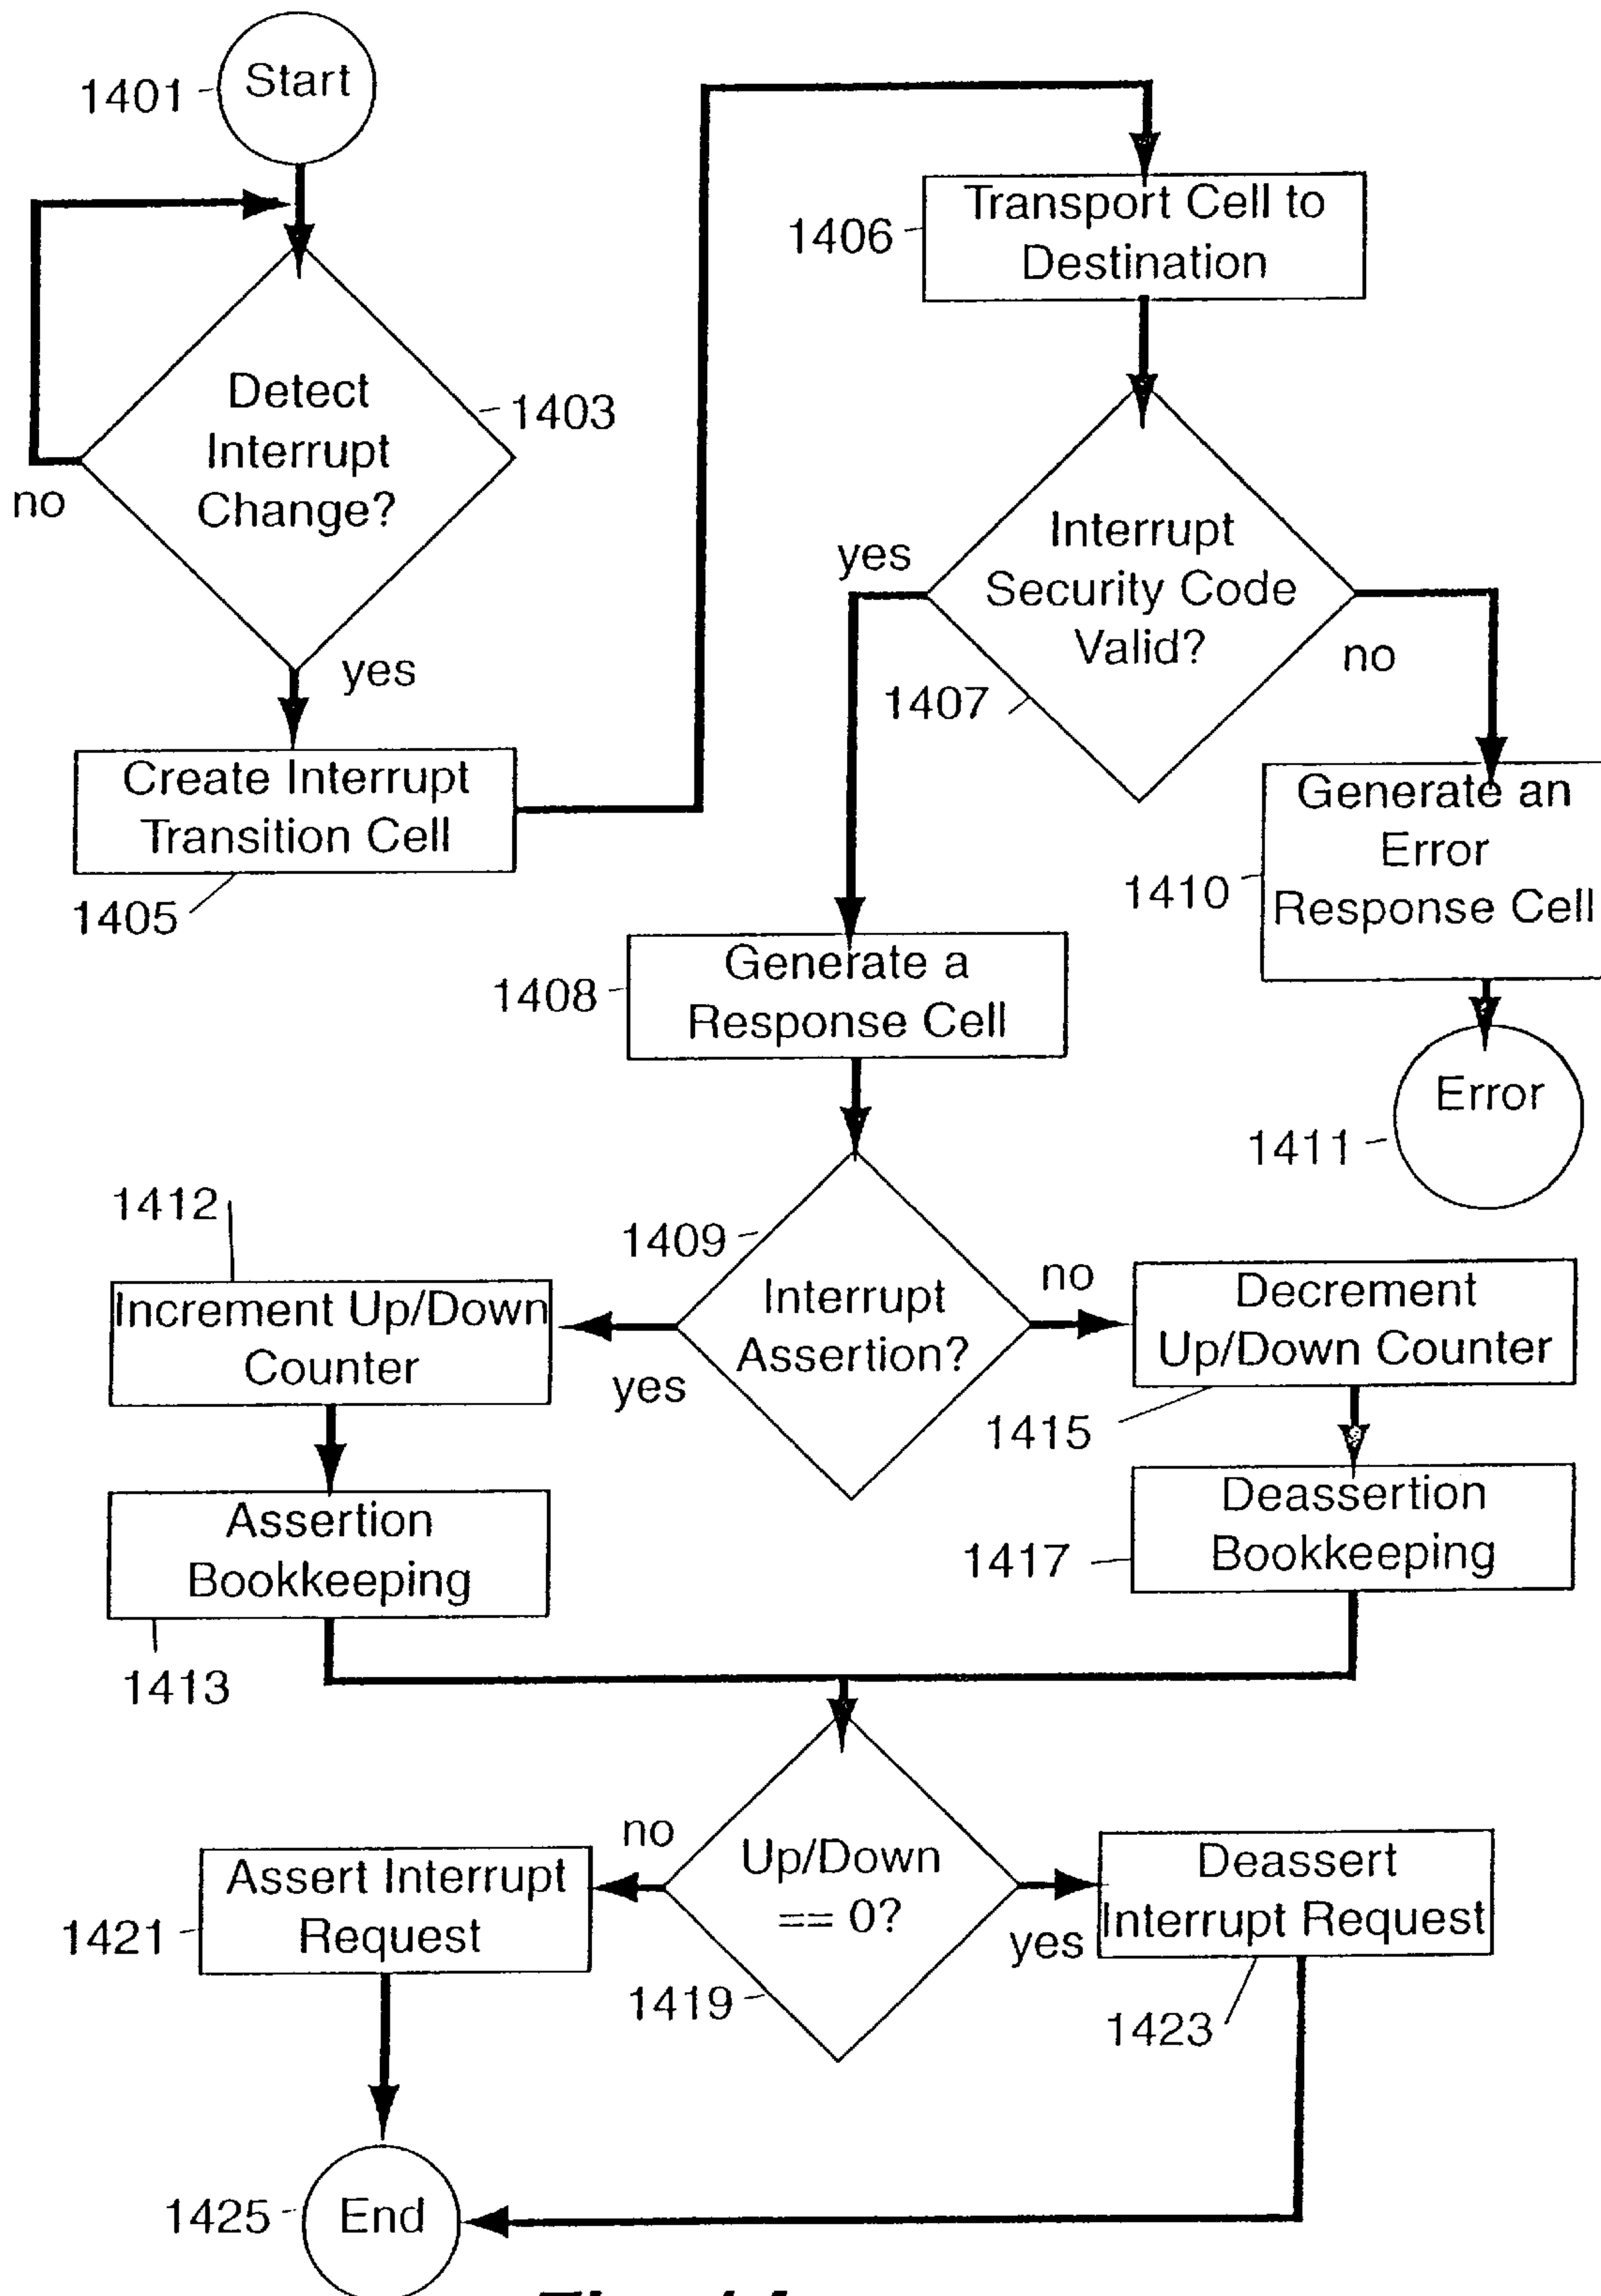 Start
1401
Detect
Interrupt
Change?
1403
no
yes
Create Interrupt
Transition Cell
1405
Transport Cell to
Destination
1406
Interrupt
Security Code
Valid?
1407
yes
no
Generate an
Error
Response Cell
1410
Error
1411
Generate a
Response Cell
1408
Interrupt
Assertion?
1409
yes
no
1412
Increment Up/Down
Counter
Assertion
Bookkeeping
1413
Decrement
Up/Down Counter
1415
Deassertion
Bookkeeping
1417
Up/Down
== 0?
1419
no
yes
Assert Interrupt
Request
1421
Deassert
Interrupt Request
1423
End
1425